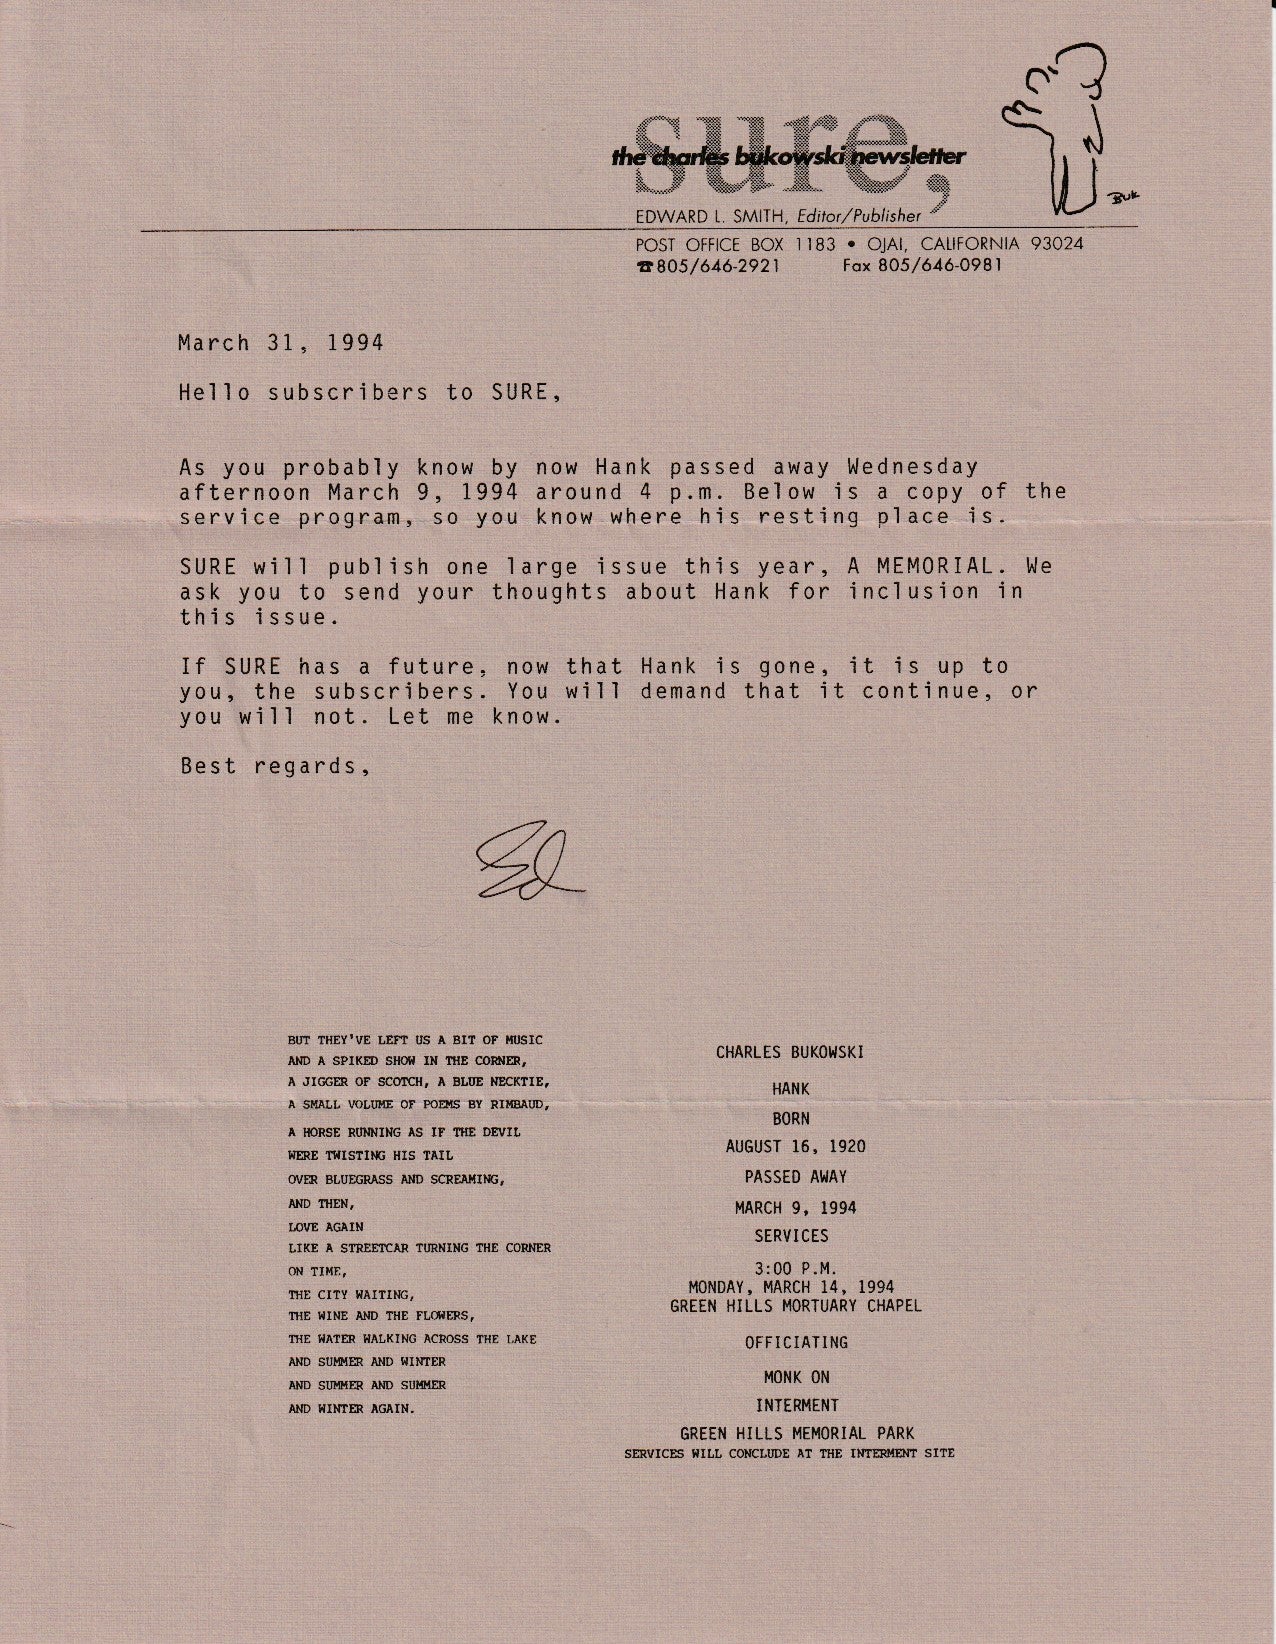 sure,
the charles bukowski newsletter
BUK
EDWARD L. SMITH, Editor/Publisher
POST OFFICE BOX 1183 • OJAI, CALIFORNIA 93024
☎805/646-2921 Fax 805/646-0981
March 31, 1994
Hello subscribers to SURE,
As you probably know by now Hank passed away Wednesday
afternoon March 9, 1994 around 4 p.m. Below is a copy of the
service program, so you know where his resting place is.
SURE will publish one large issue this year, A MEMORIAL. We
ask you to send your thoughts about Hank for inclusion in
this issue.
If SURE has a future, now that Hank is gone, it is up to
you, the subscribers. You will demand that it continue, or
you will not. Let me know.
Best regards,
Ed
BUT THEY'VE LEFT US A BIT OF MUSIC
AND A SPIKED SHOW IN THE CORNER,
A JIGGER OF SCOTCH, A BLUE NECKTIE,
A SMALL VOLUME OF POEMS BY RIMBAUD,
A HORSE RUNNING AS IF THE DEVIL
WERE TWISTING HIS TAIL
OVER BLUEGRASS AND SCREAMING,
AND THEN,
LOVE AGAIN
LIKE A STREETCAR TURNING THE CORNER
ON TIME,
THE CITY WAITING,
THE WINE AND THE FLOWERS,
THE WATER WALKING ACROSS THE LAKE
AND SUMMER AND WINTER
AND SUMMER AND SUMMER
AND WINTER AGAIN.
CHARLES BUKOWSKI
HANK
BORN
AUGUST 16, 1920
PASSED AWAY
MARCH 9, 1994
SERVICES
3:00 P.M.
MONDAY, MARCH 14, 1994
GREEN HILLS MORTUARY CHAPEL
OFFICIATING
MONK ON
INTERMENT
GREEN HILLS MEMORIAL PARK
SERVICES WILL CONCLUDE AT THE INTERMENT SITE